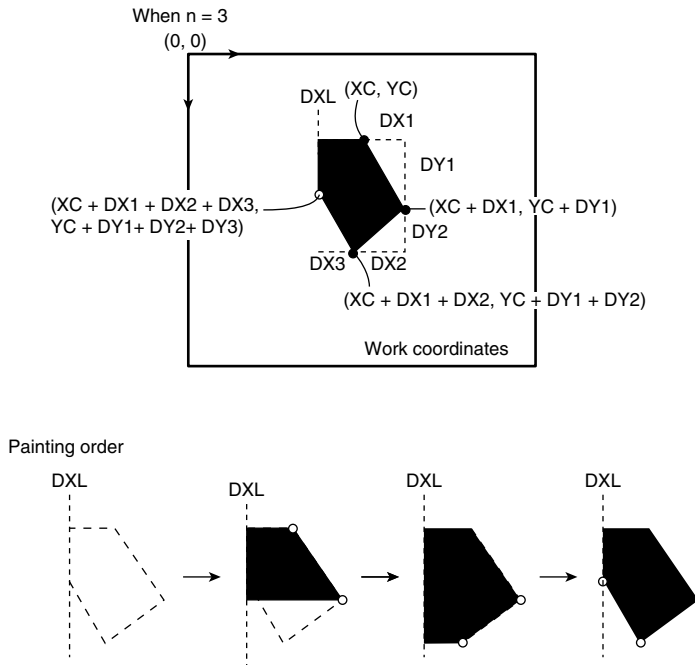 When n = 3
(0, 0)
DXL
(XC, YC)
DX1
DY1
(XC + DX1 + DX2 + DX3,
YC + DY1+ DY2+ DY3)
(XC + DX1, YC + DY1)
DY2
DX3
DX2
(XC + DX1 + DX2, YC + DY1 + DY2)
Work coordinates
Painting order
DXL
DXL
DXL
DXL